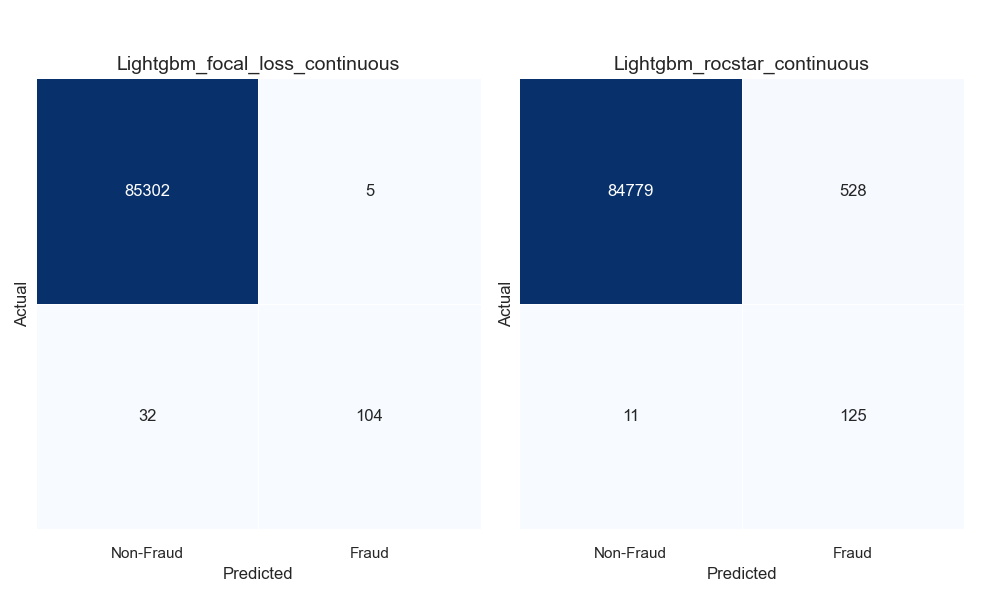 Lightgbm_focal_loss_continuous
Actual
85302 5
32 104
Non-Fraud Fraud
Predicted
Lightgbm_rocstar_continuous
Actual
84779 528
11 125
Non-Fraud Fraud
Predicted